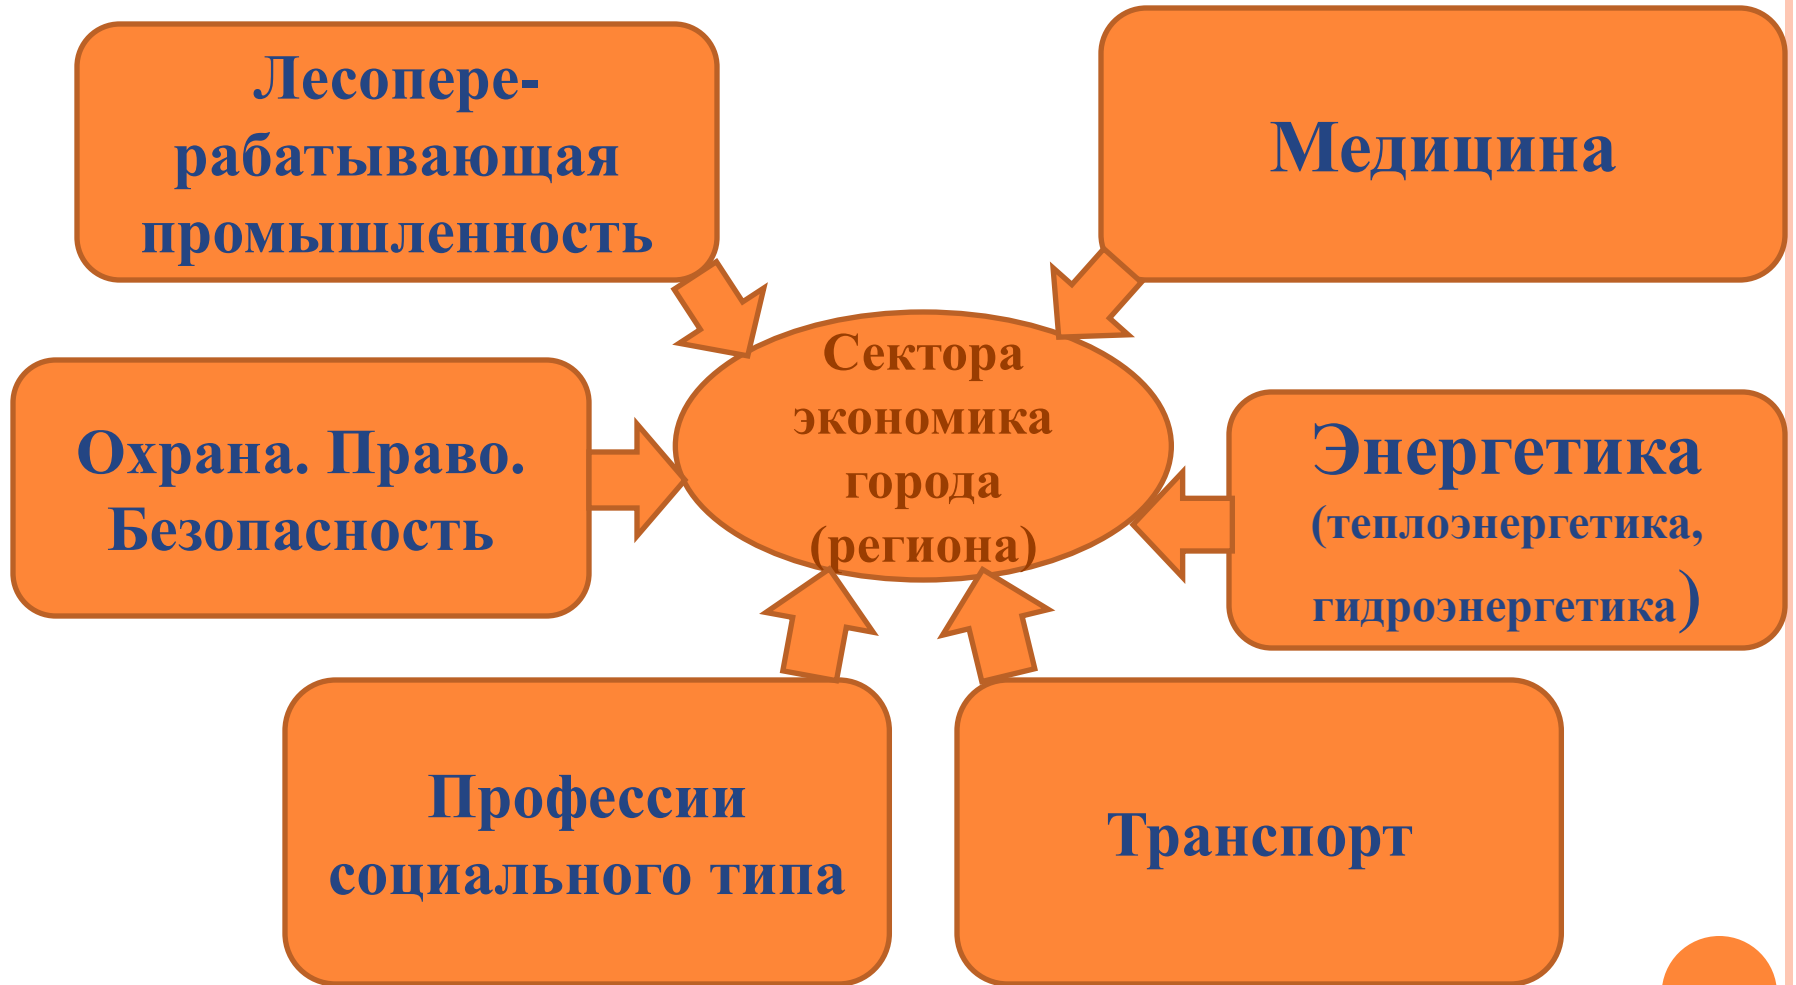 Лесопере-
рабатывающая
промышленность
Медицина
Сектора
экономика
города
(региона)
Охрана. Право.
Безопасность
Энергетика
(теплоэнергетика,
гидроэнергетика)
Профессии
социального типа
Транспорт